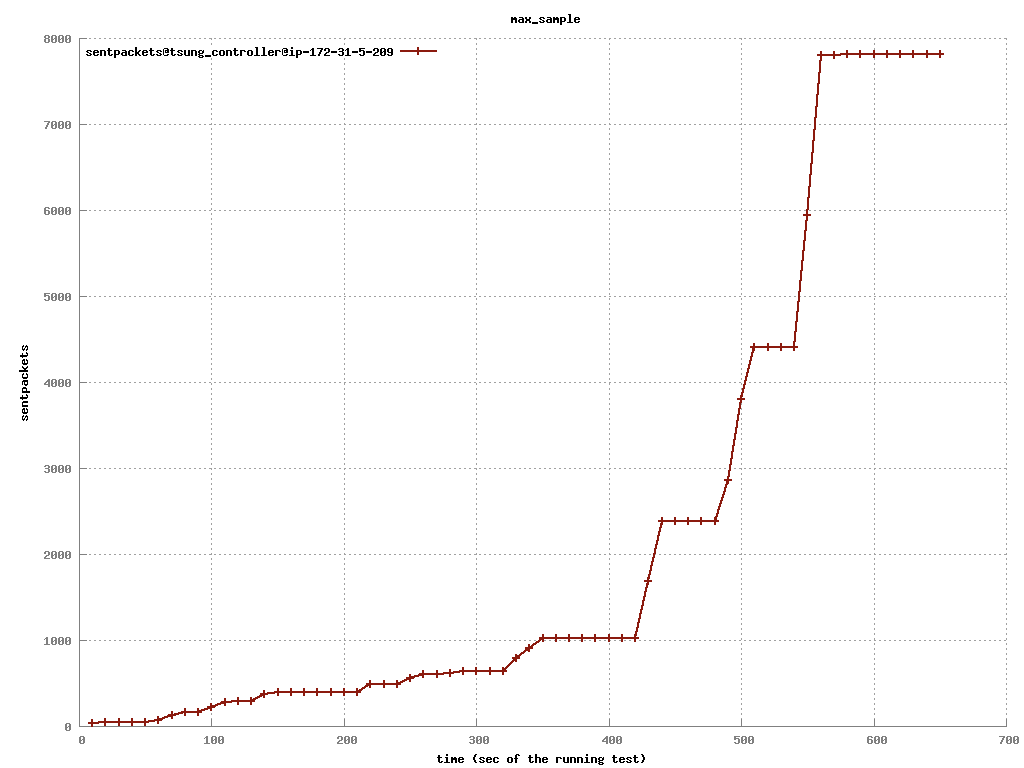 max_sample
sentpackets@tsung_controller@ip-172-31-5-209
8000
7000
6000
5000
4000
3000
2000
1000
0
sentpackets
0 100 200 300 400 500 600 700
time (sec of the running test)